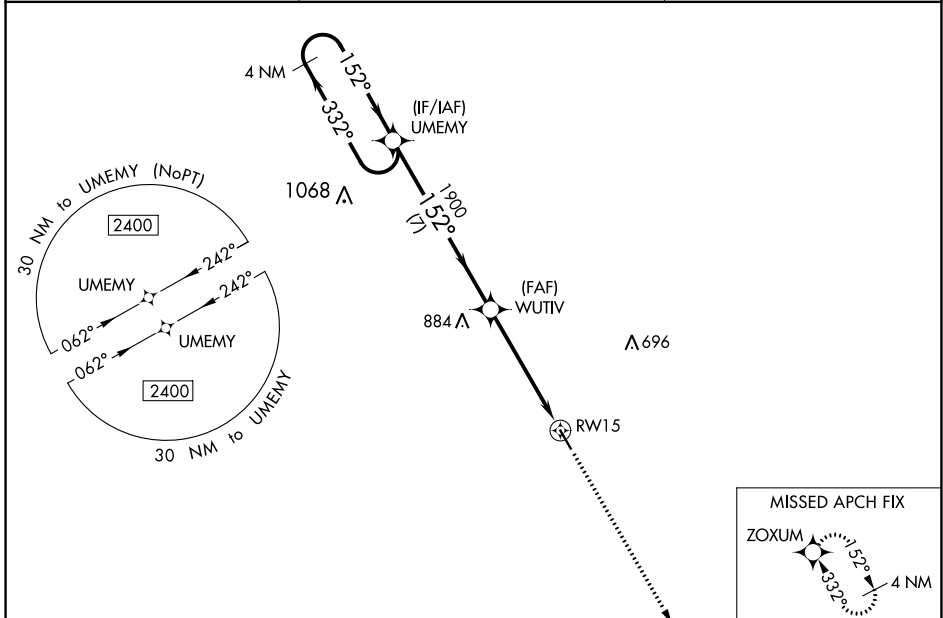 4 NM
152°
332°
(IF/IAF)
UMEMY
1068
1900
152°
(7)
30 NM to UMEMY (NoPT)
2400
242°
UMEMY
062°
242°
UMEMY
062°
2400
30 NM to UMEMY
(FAF)
WUTIV
884
696
RW15
MISSED APCH FIX
ZOXUM
152°
332°
4 NM